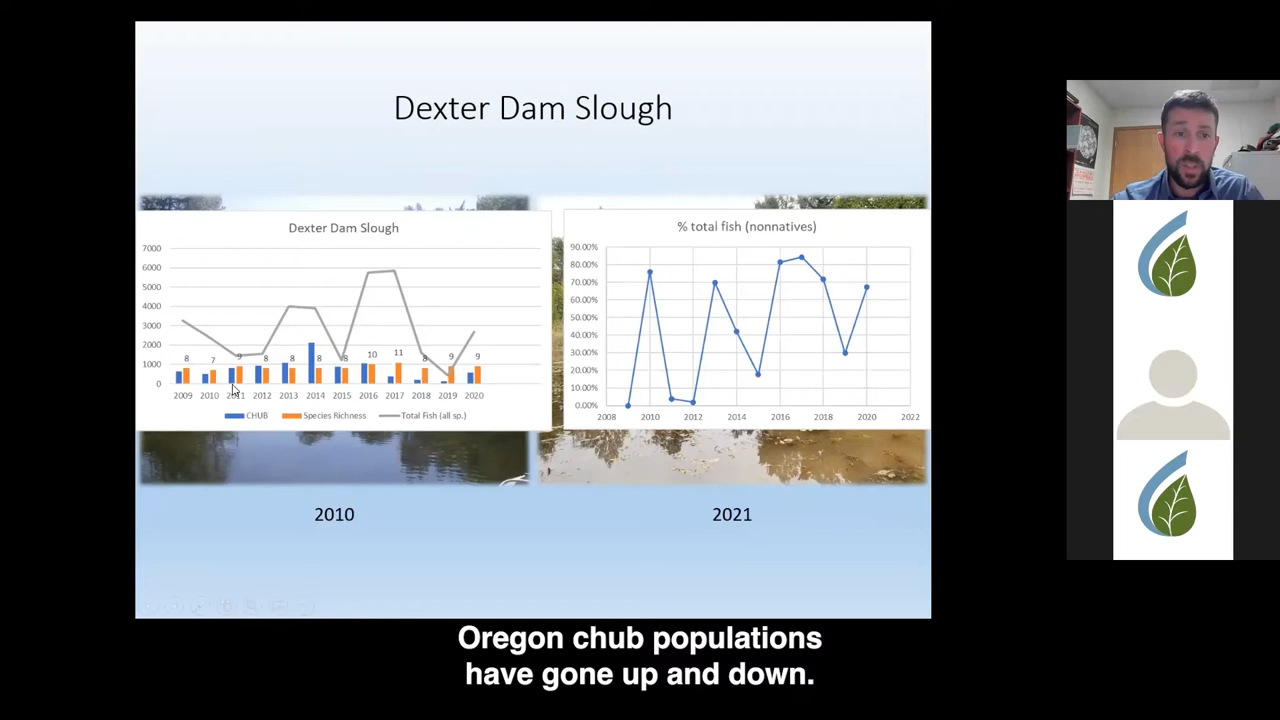 Dexter Dam Slough
Dexter Dam Slough
7000
6000
5000
4000
3000
2000
1000
0
8 7 9 8 8 8 8 10 11 8 9 9
2009 2010 2011 2012 2013 2014 2015 2016 2017 2018 2019 2020
CHUB Species Richness Total Fish (all sp.)
% total fish (nonnatives)
90.00%
80.00%
70.00%
60.00%
50.00%
40.00%
30.00%
20.00%
10.00%
0.00%
2008 2010 2012 2014 2016 2018 2020 2022
2010
2021
Oregon chub populations
have gone up and down.